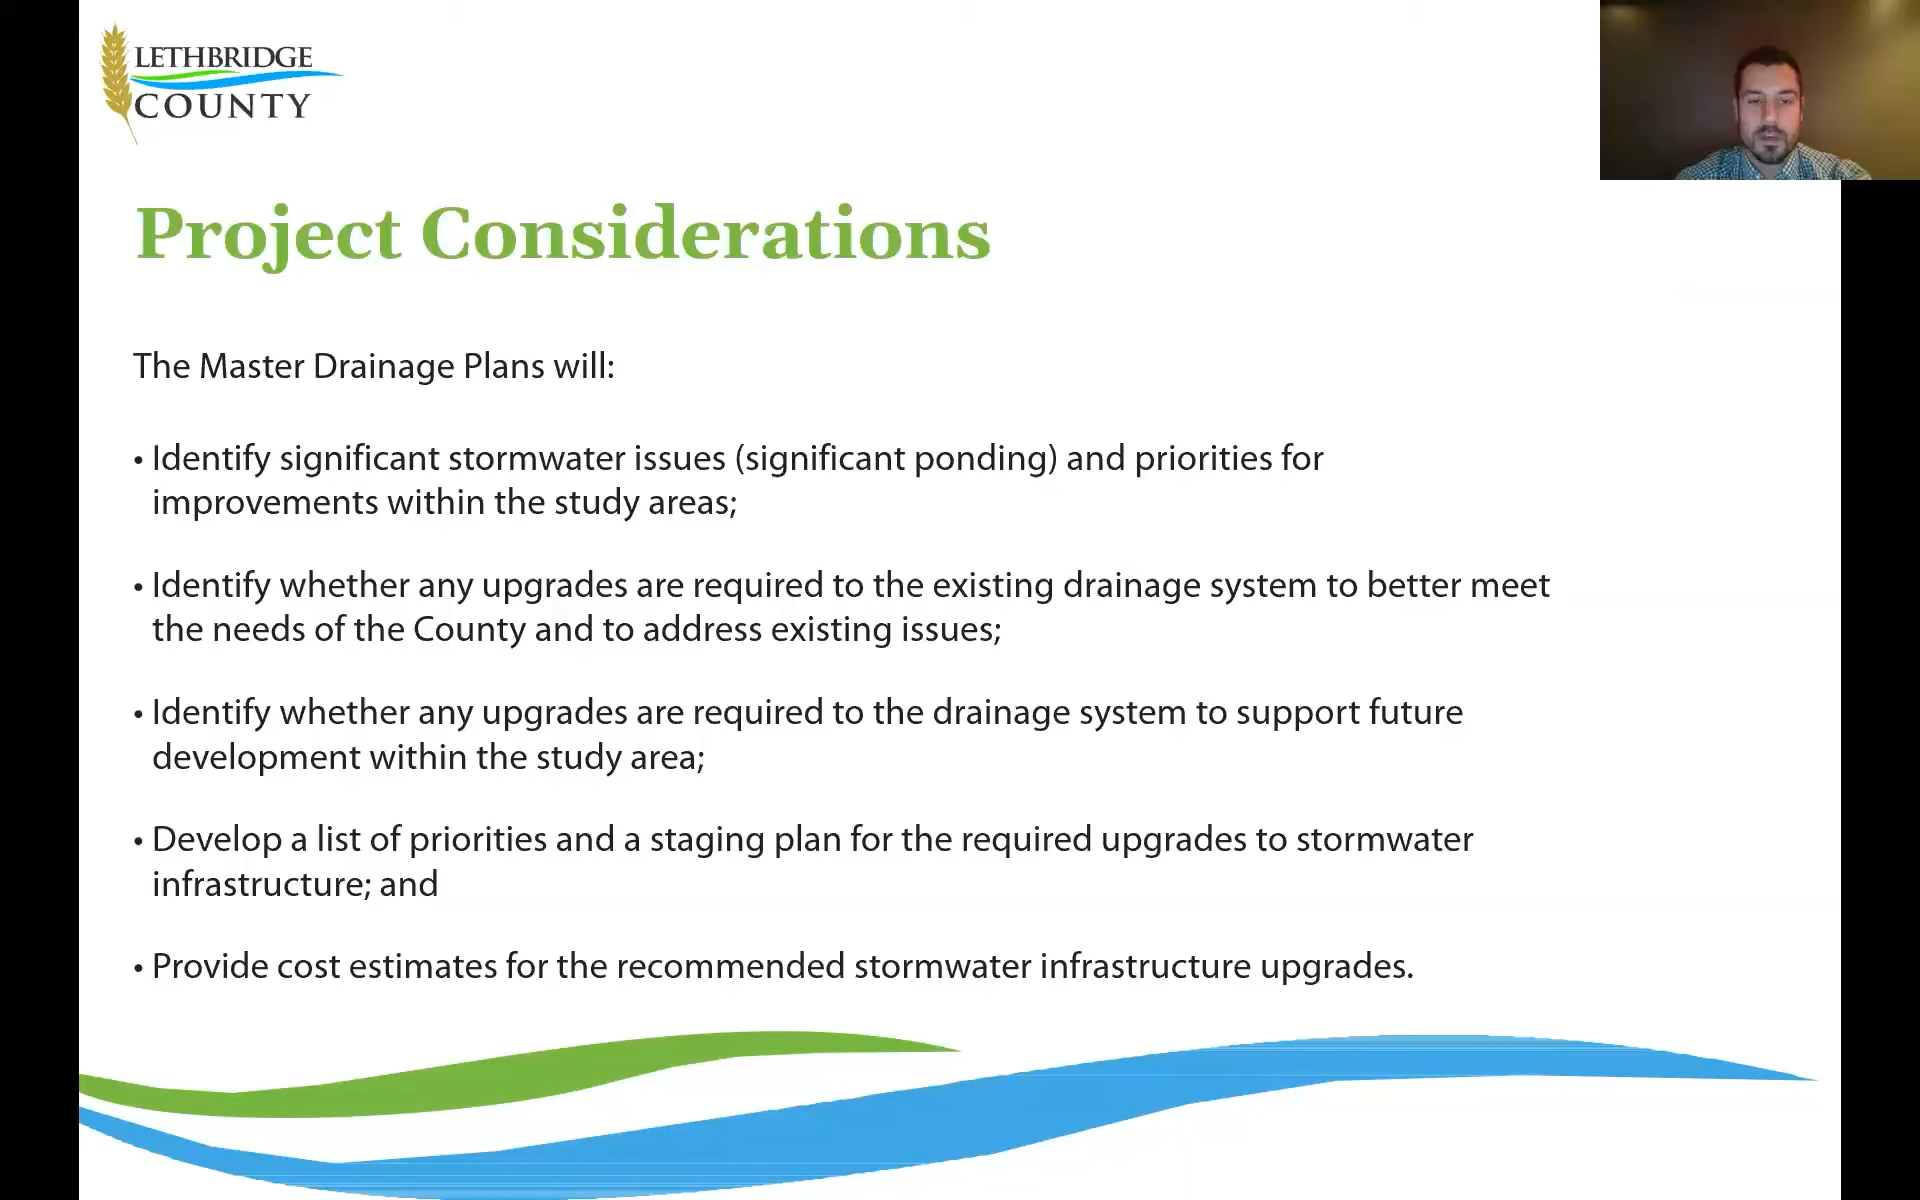 LETHBRIDGE
COUNTY
Project Considerations
The Master Drainage Plans will:
• Identify significant stormwater issues (significant ponding) and priorities for
improvements within the study areas;
• Identify whether any upgrades are required to the existing drainage system to better meet
the needs of the County and to address existing issues;
• Identify whether any upgrades are required to the drainage system to support future
development within the study area;
• Develop a list of priorities and a staging plan for the required upgrades to stormwater
infrastructure; and
• Provide cost estimates for the recommended stormwater infrastructure upgrades.